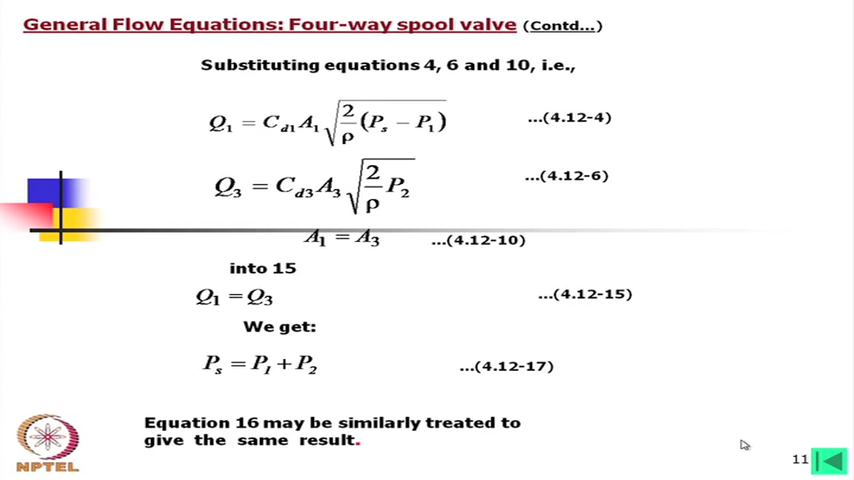 General Flow Equations: Four-way spool valve (Contd...)
Substituting equations 4, 6 and 10, i.e.,
Q₁ = C_d1 A₁ √(2/ρ (Pₛ − P₁)) ...(4.12-4)
Q₃ = C_d3 A₃ √(2/ρ P₂) ...(4.12-6)
A₁ = A₃ ...(4.12-10)
into 15
Q₁ = Q₃ ...(4.12-15)
We get:
Pₛ = P₁ + P₂ ...(4.12-17)
Equation 16 may be similarly treated to
give the same result.
NPTEL
11